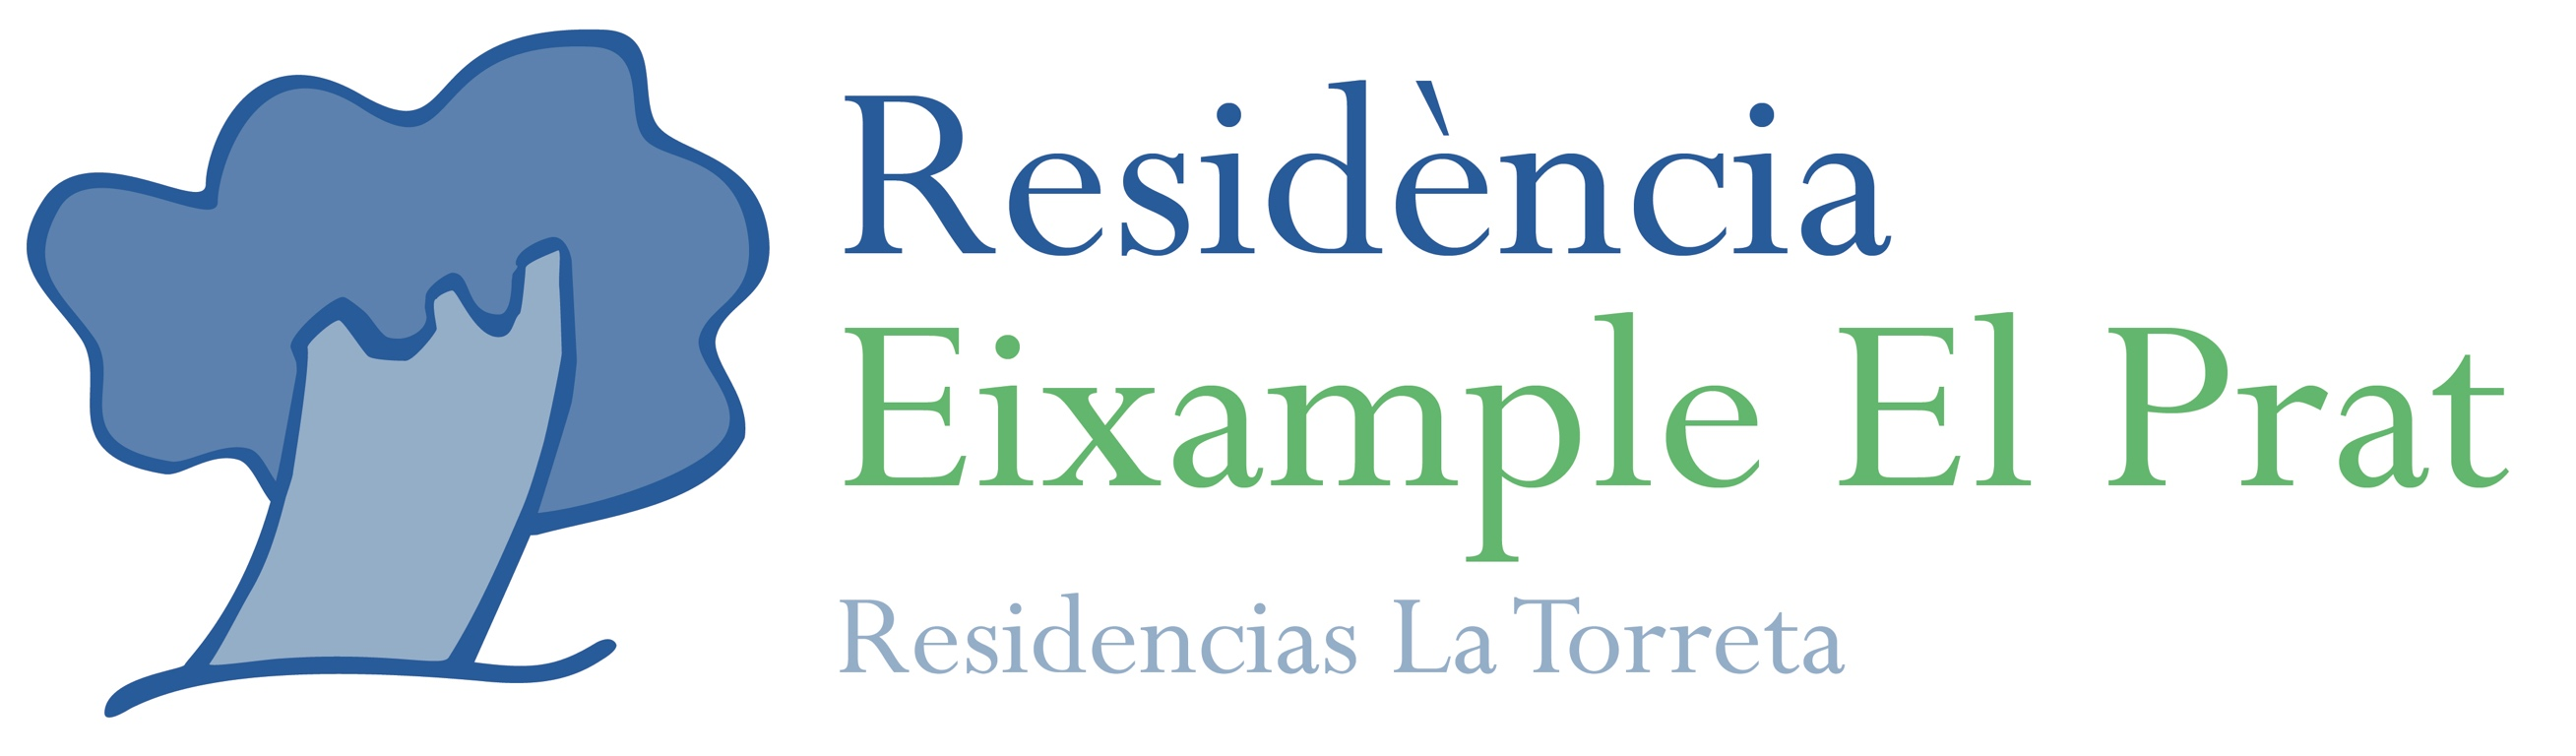 Residència
Eixample El Prat
Residencias La Torreta